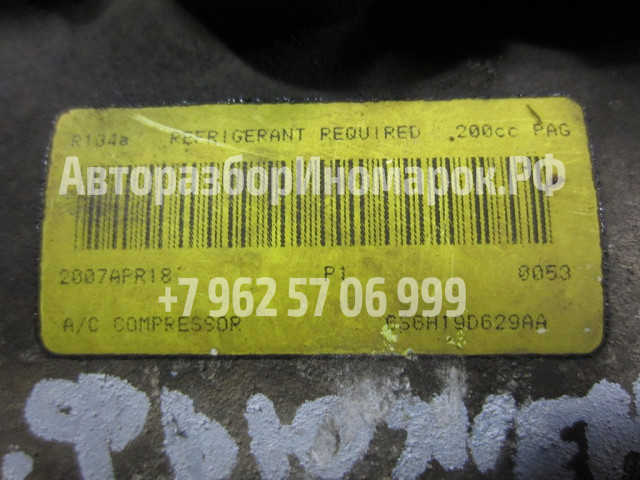 R134a REFRIGERANT REQUIRED .200cc PAG
АвторазборИномарок.РФ
2007APR18 P1 0053
+7 962 57 06 999
A/C COMPRESSOR 6S6H19D629AA